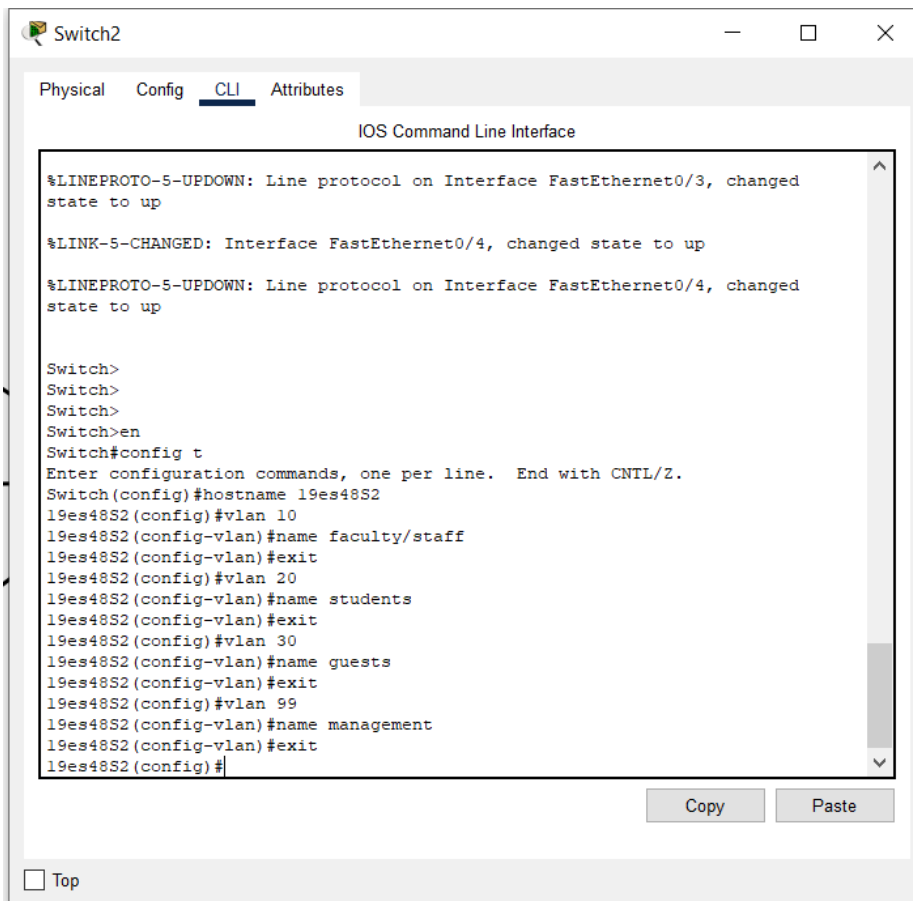 Switch2
Physical Config CLI Attributes
IOS Command Line Interface
%LINEPROTO-5-UPDOWN: Line protocol on Interface FastEthernet0/3, changed
state to up
%LINK-5-CHANGED: Interface FastEthernet0/4, changed state to up
%LINEPROTO-5-UPDOWN: Line protocol on Interface FastEthernet0/4, changed
state to up
Switch>
Switch>
Switch>
Switch>en
Switch#config t
Enter configuration commands, one per line.  End with CNTL/Z.
Switch(config)#hostname 19es48S2
19es48S2(config)#vlan 10
19es48S2(config-vlan)#name faculty/staff
19es48S2(config-vlan)#exit
19es48S2(config)#vlan 20
19es48S2(config-vlan)#name students
19es48S2(config-vlan)#exit
19es48S2(config)#vlan 30
19es48S2(config-vlan)#name guests
19es48S2(config-vlan)#exit
19es48S2(config)#vlan 99
19es48S2(config-vlan)#name management
19es48S2(config-vlan)#exit
19es48S2(config)#
Copy Paste
Top